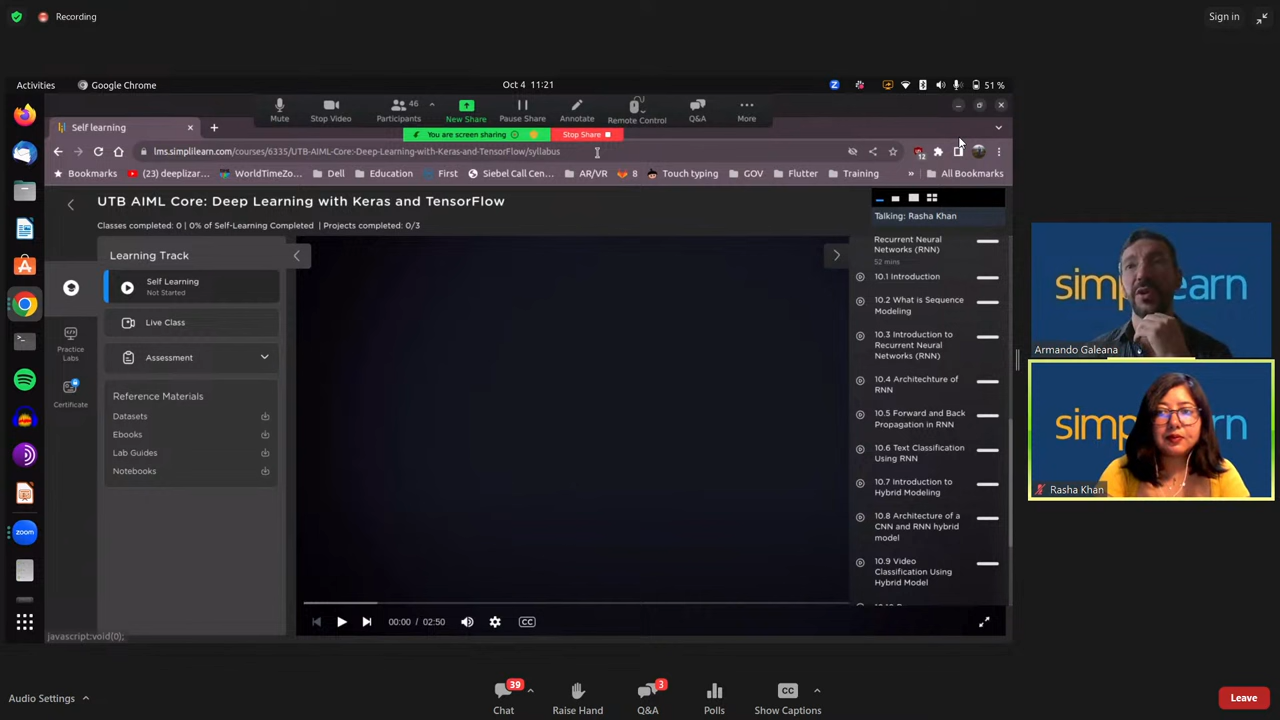 Recording
Sign in
Activities
Google Chrome
Oct 4 11:21
51 %
Mute
Stop Video
46
Participants
New Share
Pause Share
Annotate
Remote Control
Q&A
More
Self learning
You are screen sharing
Stop Share
lms.simplilearn.com/courses/6335/UTB-AIML-Core:-Deep-Learning-with-Keras-and-TensorFlow/syllabus
12
Bookmarks
(23) deeplizar...
WorldTimeZo...
Dell
Education
First
Siebel Cal Cer...
AR/VR
8
Touch typing
GOV
Flutter
Training
»
All Bookmarks
UTB AIML Core: Deep Learning with Keras and TensorFlow
Classes completed: 0 | 0% of Self-Learning Completed | Projects completed: 0/3
Talking: Rasha Khan
Learning Track
Self Learning
Not Started
Live Class
Assessment
Reference Materials
Datasets
Ebooks
Lab Guides
Notebooks
Practice
Labs
Certificate
Recurrent Neural
Networks (RNN)
52 mins
10.1 Introduction
10.2 What is Sequence
Modeling
10.3 Introduction to
Recurrent Neural
Networks (RNN)
10.4 Architechture of
RNN
10.5 Forward and Back
Propagation in RNN
10.6 Text Classification
Using RNN
10.7 Introduction to
Hybrid Modeling
10.8 Architecture of a
CNN and RNN hybrid
model
10.9 Video
Classification Using
Hybrid Model
00:00 / 02:50
CC
javascript:void(0);
zoom
simp earn
Armando Galeana
sim earn
Rasha Khan
Audio Settings
39
Chat
Raise Hand
3
Q&A
Polls
CC
Show Captions
Leave